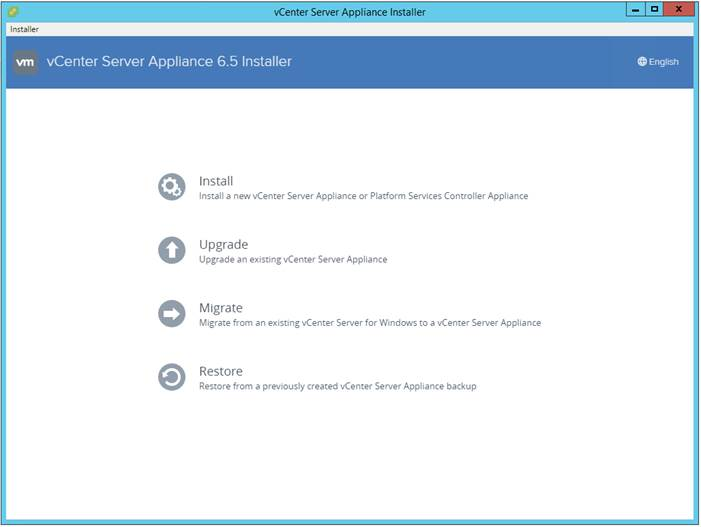 vCenter Server Appliance Installer
Installer
vm vCenter Server Appliance 6.5 Installer English
Install
Install a new vCenter Server Appliance or Platform Services Controller Appliance
Upgrade
Upgrade an existing vCenter Server Appliance
Migrate
Migrate from an existing vCenter Server for Windows to a vCenter Server Appliance
Restore
Restore from a previously created vCenter Server Appliance backup